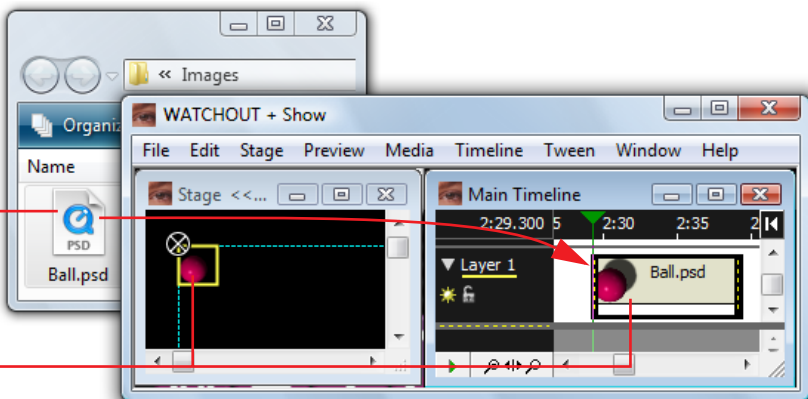 « Images
Organiz
Name
PSD
Ball.psd
WATCHOUT + Show
File Edit Stage Preview Media Timeline Tween Window Help
Stage <<...
Main Timeline
2:29.300 5 2:30 2:35 2
Layer 1
Ball.psd